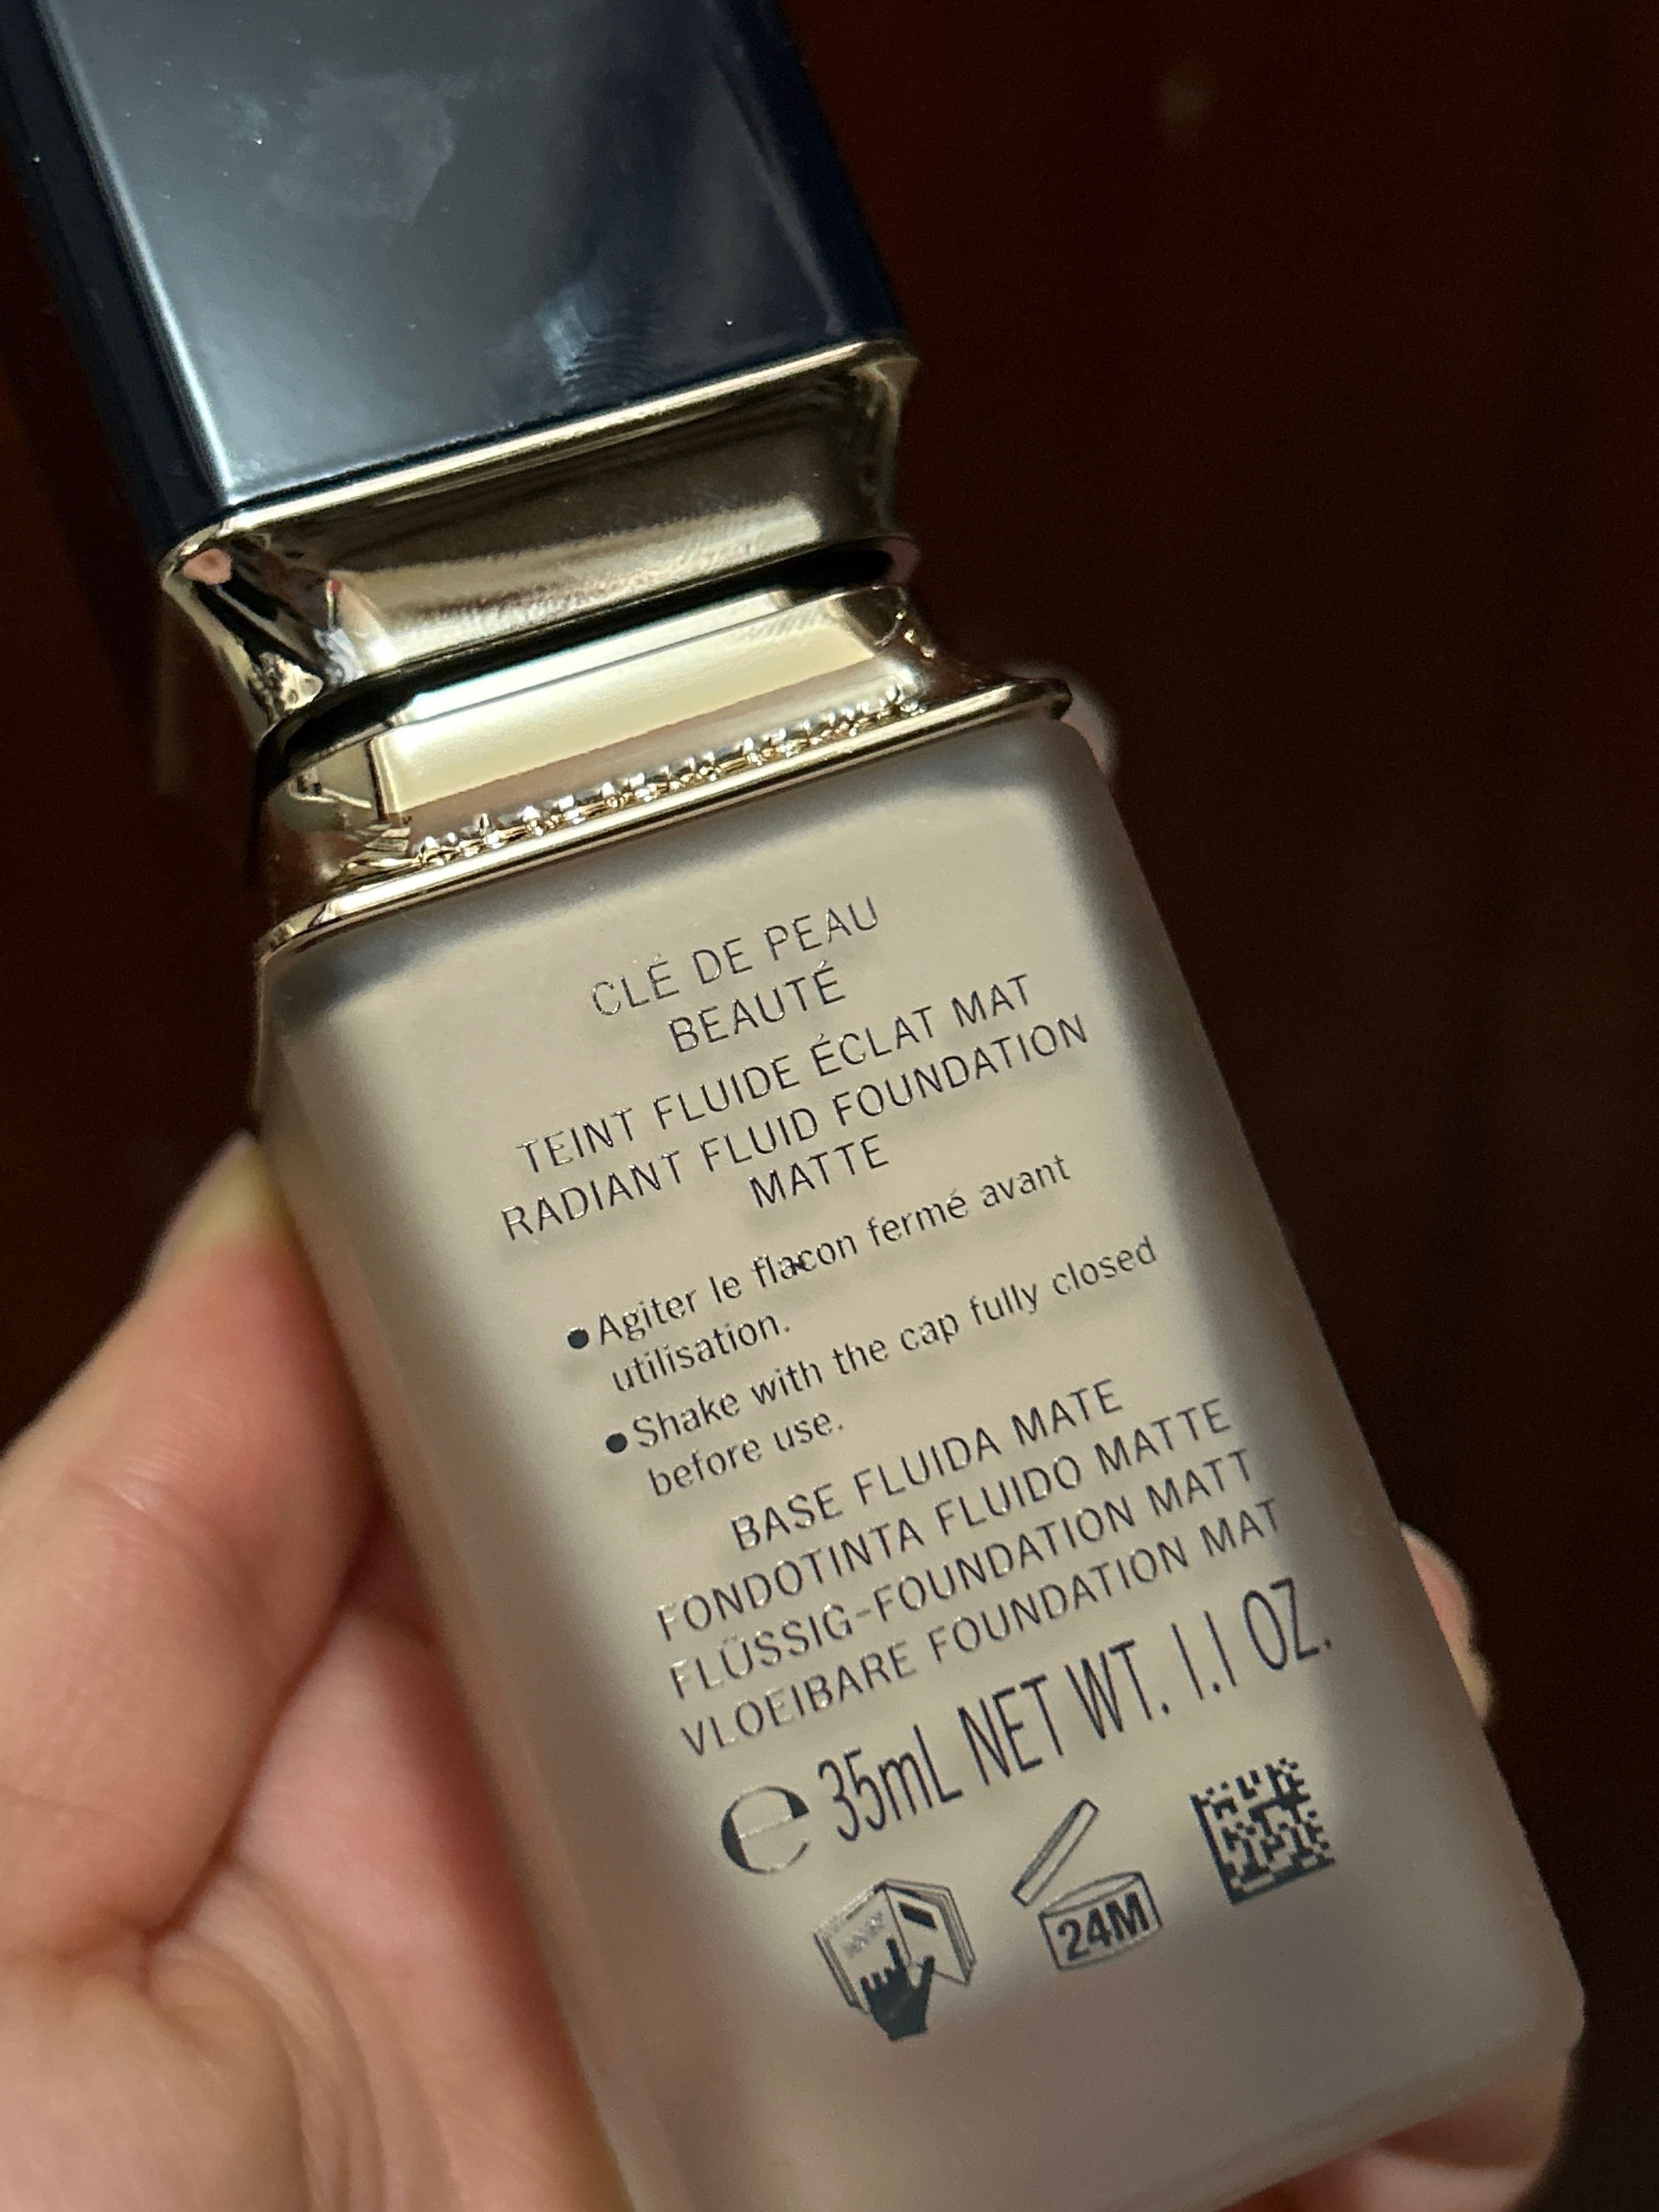 CLÉ DE PEAU
BEAUTÉ
TEINT FLUIDE ÉCLAT MAT
RADIANT FLUID FOUNDATION
MATTE
●Agiter le flacon fermé avant
utilisation.
●Shake with the cap fully closed
before use.
BASE FLUIDA MATE
FONDOTINTA FLUIDO MATTE
FLÜSSIG-FOUNDATION MATT
VLOEIBARE FOUNDATION MAT
℮ 35mL NET WT. 1.1 OZ.
24M